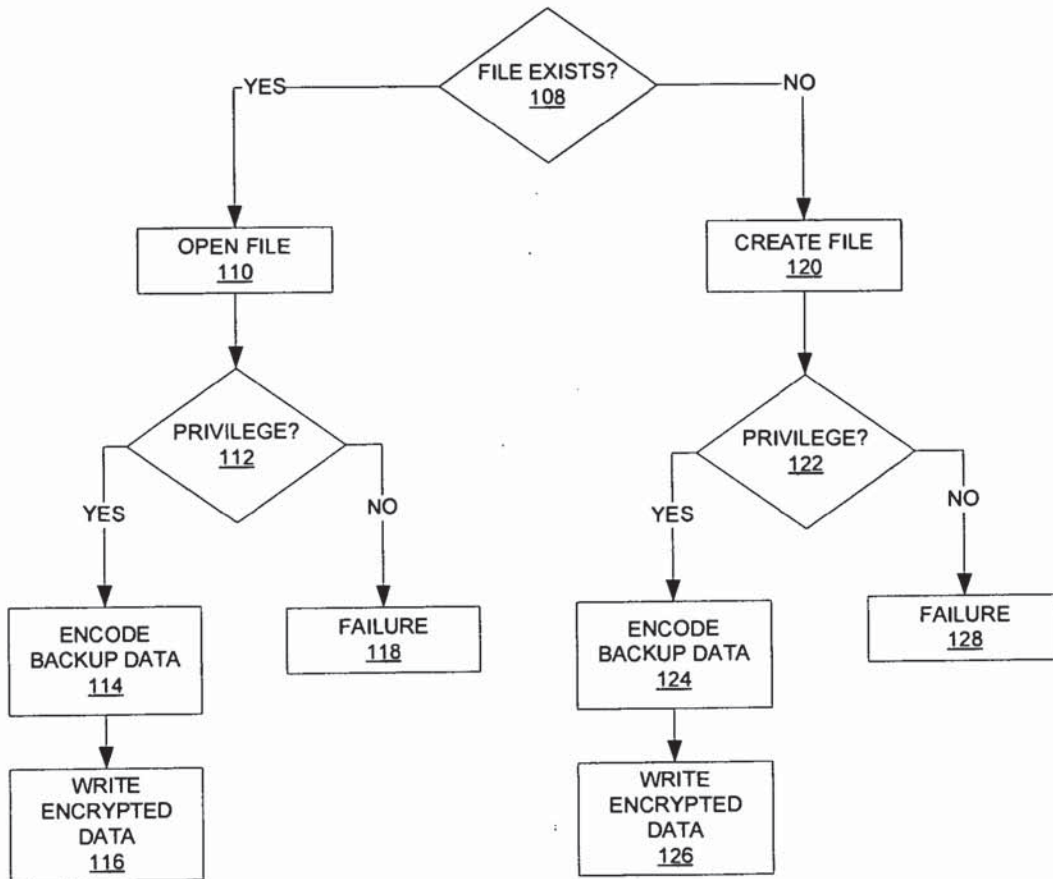 FILE EXISTS?
108
YES
NO
OPEN FILE
110
CREATE FILE
120
PRIVILEGE?
112
PRIVILEGE?
122
YES
NO
YES
NO
ENCODE
BACKUP DATA
114
FAILURE
118
ENCODE
BACKUP DATA
124
FAILURE
128
WRITE
ENCRYPTED
DATA
116
WRITE
ENCRYPTED
DATA
126